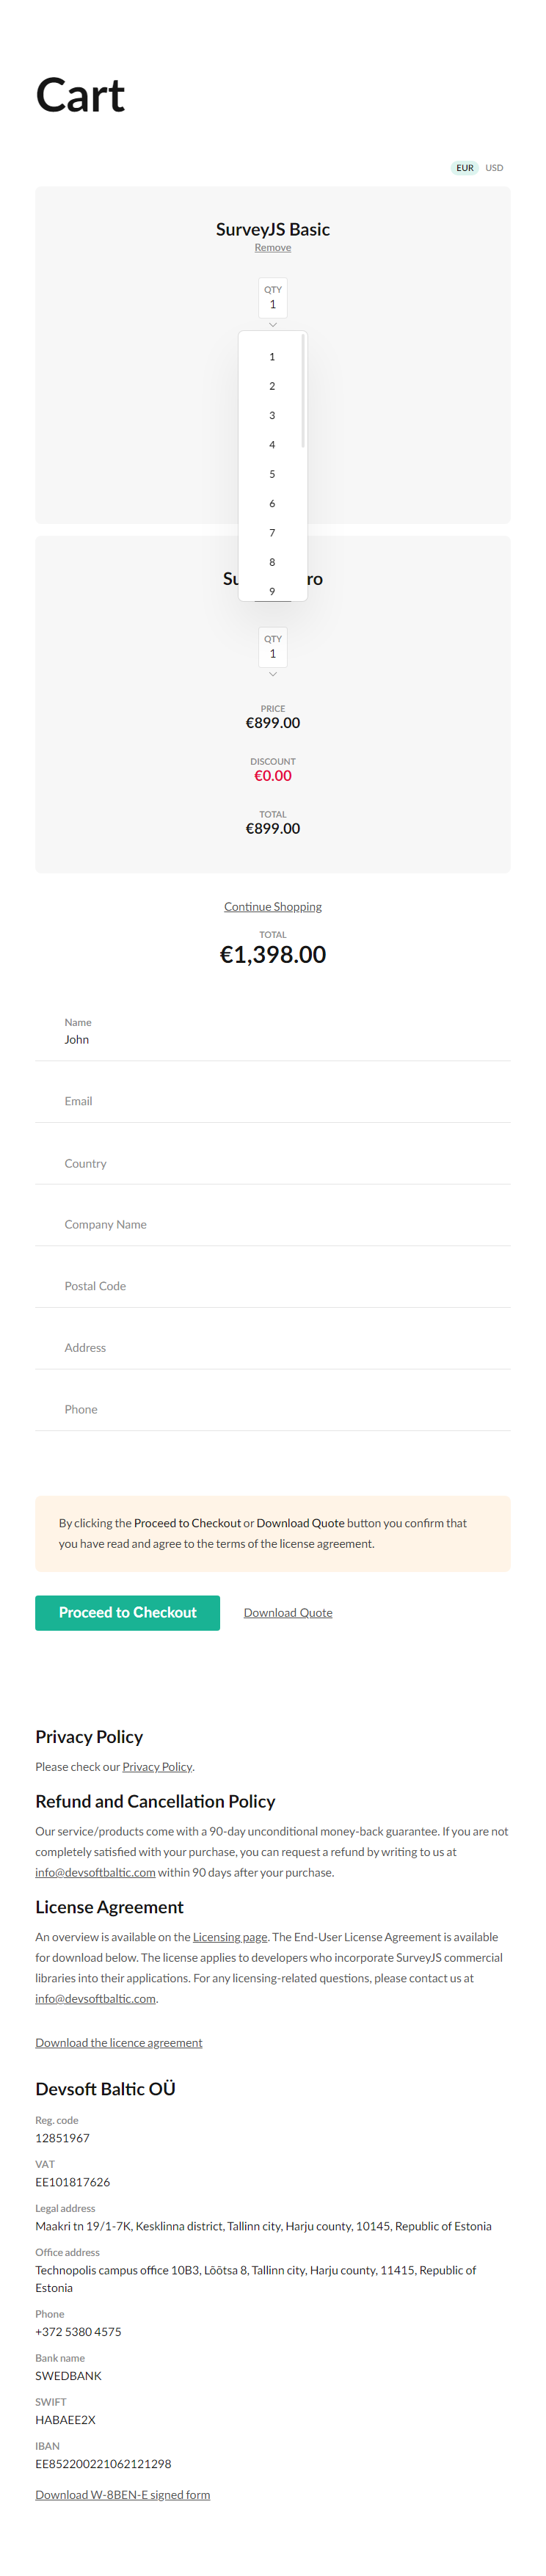 Cart
EUR USD
SurveyJS Basic
Remove
QTY
1
1
2
3
4
5
6
7
8
9
QTY
1
PRICE
€899.00
DISCOUNT
€0.00
TOTAL
€899.00
Continue Shopping
TOTAL
€1,398.00
Name
John
Email
Country
Company Name
Postal Code
Address
Phone
By clicking the Proceed to Checkout or Download Quote button you confirm that
you have read and agree to the terms of the license agreement.
Proceed to Checkout Download Quote
Privacy Policy
Please check our Privacy Policy.
Refund and Cancellation Policy
Our service/products come with a 90-day unconditional money-back guarantee. If you are not
completely satisfied with your purchase, you can request a refund by writing to us at
info@devsoftbaltic.com within 90 days after your purchase.
License Agreement
An overview is available on the Licensing page. The End-User License Agreement is available
for download below. The license applies to developers who incorporate SurveyJS commercial
libraries into their applications. For any licensing-related questions, please contact us at
info@devsoftbaltic.com.
Download the licence agreement
Devsoft Baltic OÜ
Reg. code
12851967
VAT
EE101817626
Legal address
Maakri tn 19/1-7K, Kesklinna district, Tallinn city, Harju county, 10145, Republic of Estonia
Office address
Technopolis campus office 10B3, Lõõtsa 8, Tallinn city, Harju county, 11415, Republic of
Estonia
Phone
+372 5380 4575
Bank name
SWEDBANK
SWIFT
HABAEE2X
IBAN
EE852200221062121298
Download W-8BEN-E signed form